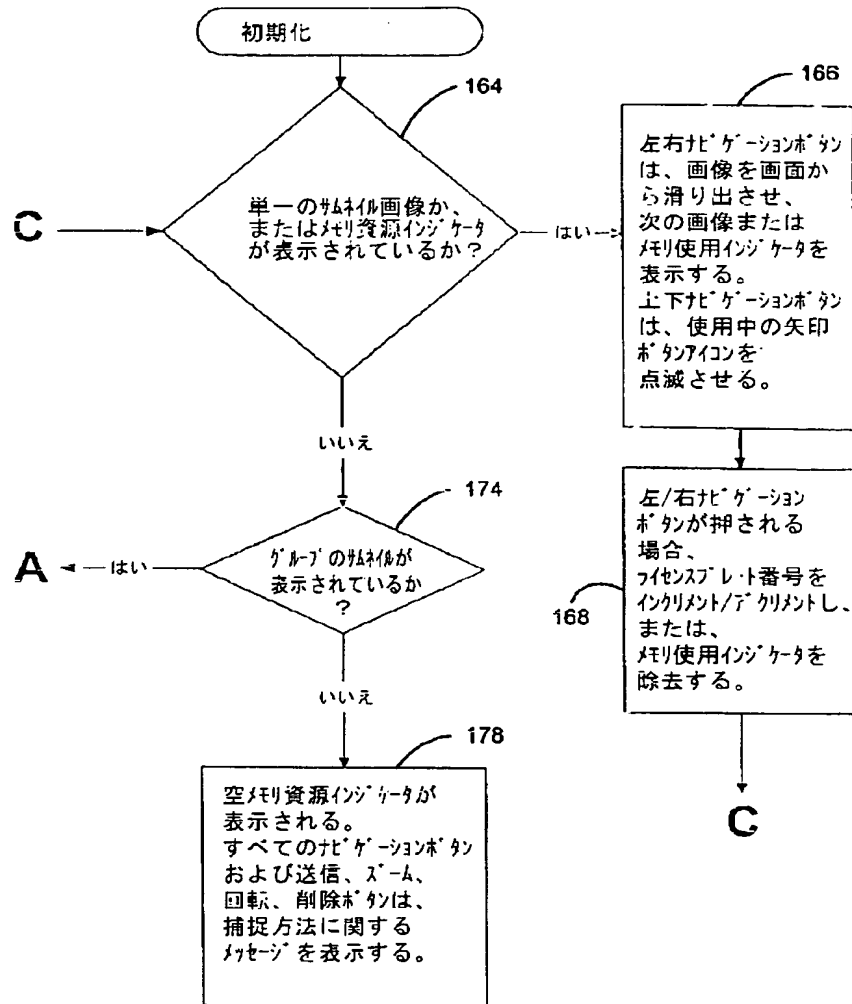 初期化
164
単一のｻﾑﾈｲﾙ画像か、
またはﾒﾓﾘ資源ｲﾝｼﾞｹｰﾀ
が表示されているか？
C
はい
166
左右ﾅﾋﾞｹﾞｰｼｮﾝﾎﾞﾀﾝ
は、画像を画面か
ら滑り出させ、
次の画像または
ﾒﾓﾘ使用ｲﾝｼﾞｹｰﾀを
表示する。
上下ﾅﾋﾞｹﾞｰｼｮﾝﾎﾞﾀﾝ
は、使用中の矢印
ﾎﾞﾀﾝｱｲｺﾝを
点滅させる。
いいえ
174
ｸﾞﾙｰﾌﾟのｻﾑﾈｲﾙが
表示されているか
？
はい
A
168
左/右ﾅﾋﾞｹﾞｰｼｮﾝ
ﾎﾞﾀﾝが押される
場合、
ﾗｲｾﾝｽﾌﾟﾚｰﾄ番号を
ｲﾝｸﾘﾒﾝﾄ/ﾃﾞｸﾘﾒﾝﾄし、
または、
ﾒﾓﾘ使用ｲﾝｼﾞｹｰﾀを
除去する。
C
いいえ
178
空ﾒﾓﾘ資源ｲﾝｼﾞｹｰﾀが
表示される。
すべてのﾅﾋﾞｹﾞｰｼｮﾝﾎﾞﾀﾝ
および送信、ｽﾞｰﾑ、
回転、削除ﾎﾞﾀﾝは、
捕捉方法に関する
ﾒｯｾｰｼﾞを表示する。